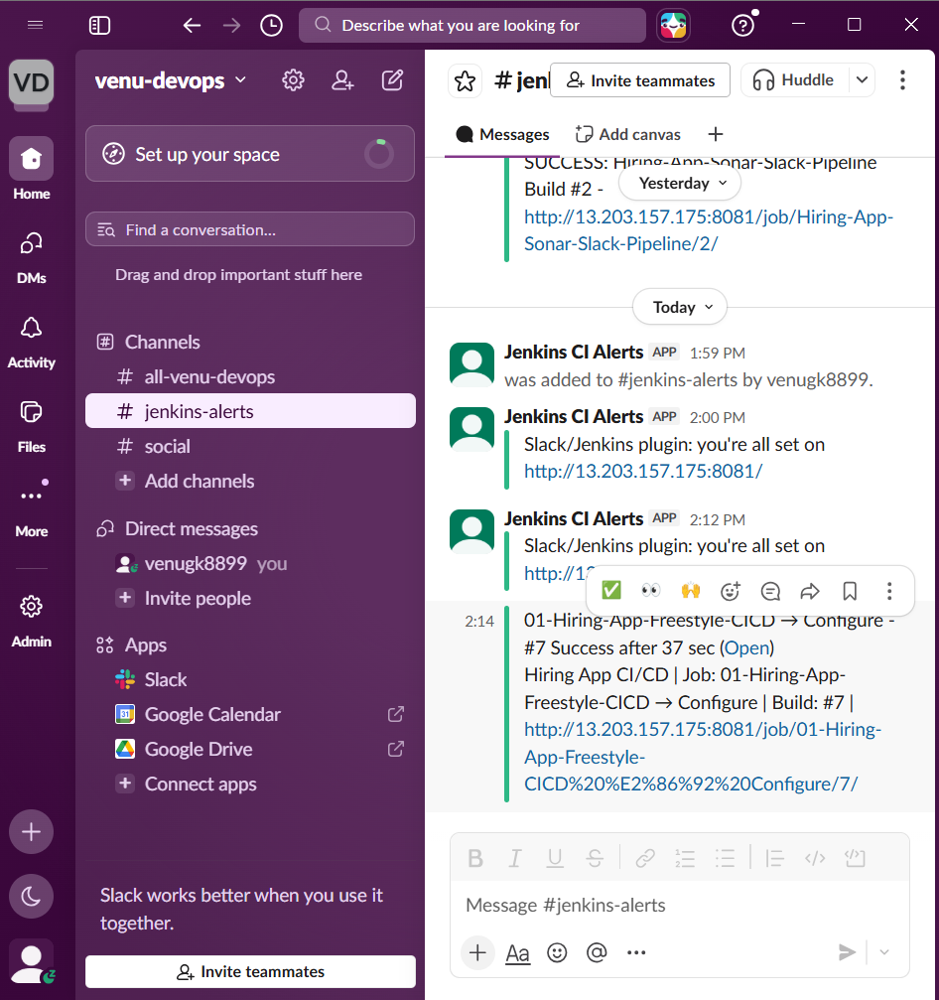 Describe what you are looking for
VD
Home
DMs
Activity
Files
More
Admin
venu-devops
Set up your space
Find a conversation...
Drag and drop important stuff here
Channels
# all-venu-devops
# jenkins-alerts
# social
+ Add channels
Direct messages
venugk8899 you
+ Invite people
Apps
Slack
31 Google Calendar
Google Drive
+ Connect apps
Slack works better when you use it
together.
Invite teammates
# jen
Invite teammates
Huddle
Messages
Add canvas
SUCCESS: Hiring-App-Sonar-Slack-Pipeline
Yesterday
Build #2 -
http://13.203.157.175:8081/job/Hiring-App-
Sonar-Slack-Pipeline/2/
Today
Jenkins CI Alerts APP 1:59 PM
was added to #jenkins-alerts by venugk8899.
Jenkins CI Alerts APP 2:00 PM
Slack/Jenkins plugin: you're all set on
http://13.203.157.175:8081/
Jenkins CI Alerts APP 2:12 PM
Slack/Jenkins plugin: you're all set on
http://1
2:14
01-Hiring-App-Freestyle-CICD → Configure -
#7 Success after 37 sec (Open)
Hiring App CI/CD | Job: 01-Hiring-App-
Freestyle-CICD → Configure | Build: #7 |
http://13.203.157.175:8081/job/01-Hiring-
App-Freestyle-
CICD%20%E2%86%92%20Configure/7/
B I U S
Message #jenkins-alerts
+ Aa @ ...